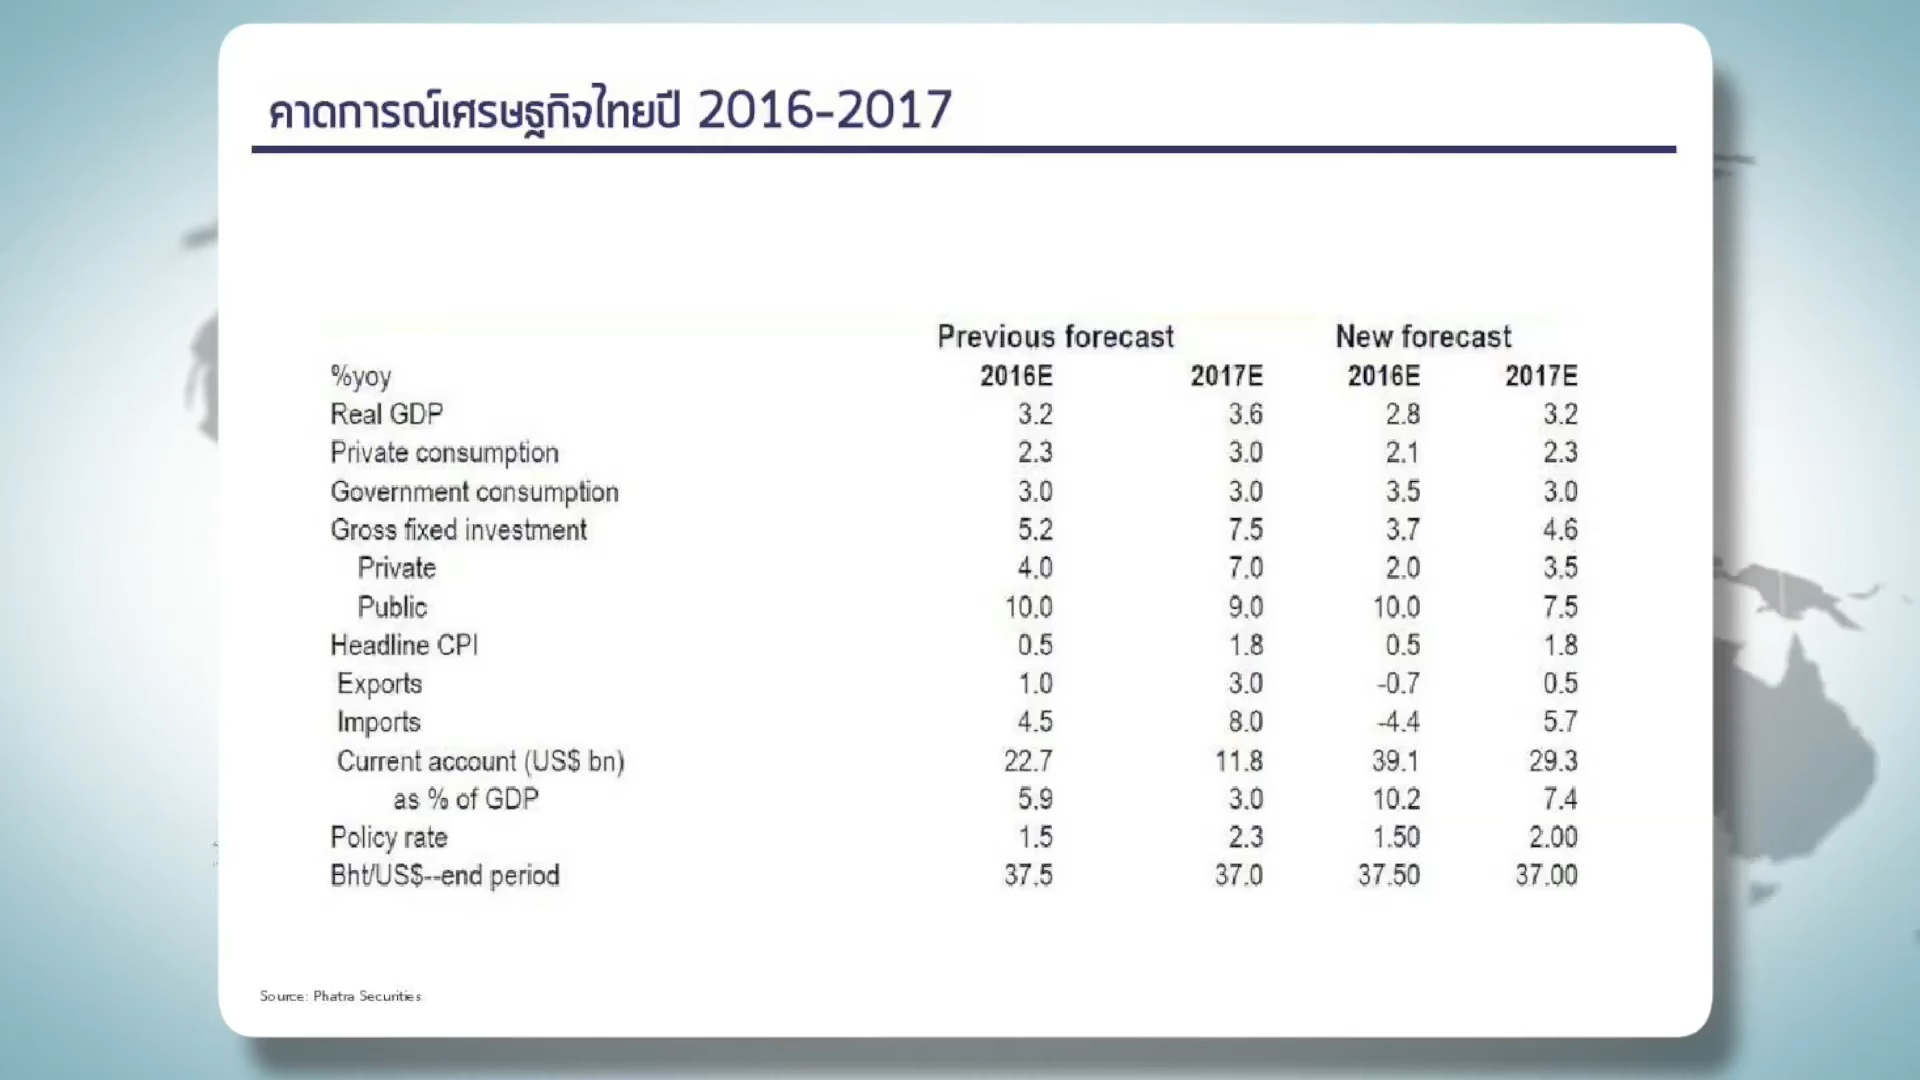 คาดการณ์เศรษฐกิจไทยปี 2016-2017
Previous forecast New forecast
%yoy 2016E 2017E 2016E 2017E
Real GDP 3.2 3.6 2.8 3.2
Private consumption 2.3 3.0 2.1 2.3
Government consumption 3.0 3.0 3.5 3.0
Gross fixed investment 5.2 7.5 3.7 4.6
Private 4.0 7.0 2.0 3.5
Public 10.0 9.0 10.0 7.5
Headline CPI 0.5 1.8 0.5 1.8
Exports 1.0 3.0 -0.7 0.5
Imports 4.5 8.0 -4.4 5.7
Current account (US$ bn) 22.7 11.8 39.1 29.3
as % of GDP 5.9 3.0 10.2 7.4
Policy rate 1.5 2.3 1.50 2.00
Bht/US$--end period 37.5 37.0 37.50 37.00
Source: Phatra Securities